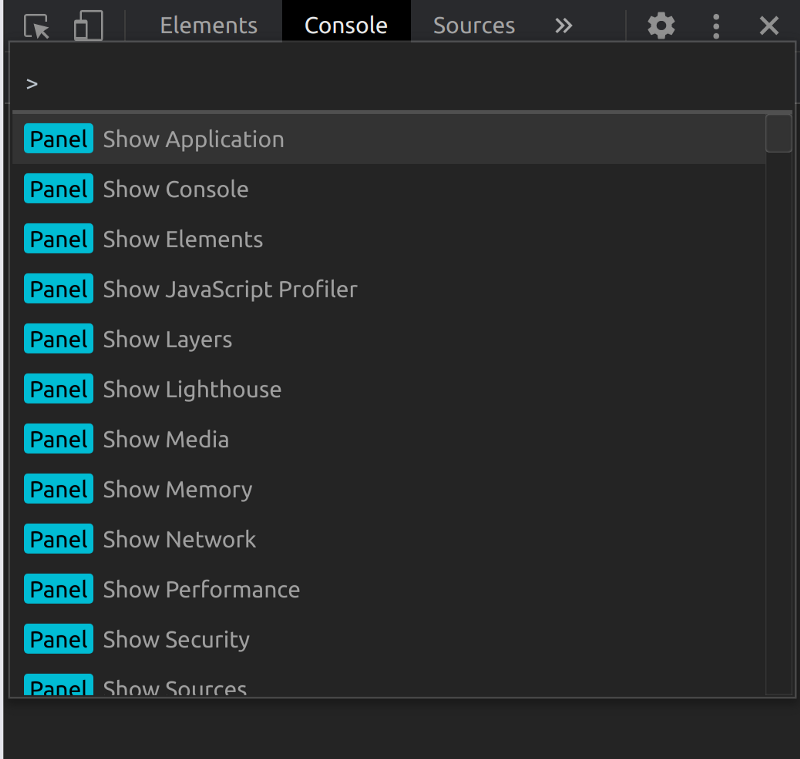 Elements Console Sources »
>
Panel Show Application
Panel Show Console
Panel Show Elements
Panel Show JavaScript Profiler
Panel Show Layers
Panel Show Lighthouse
Panel Show Media
Panel Show Memory
Panel Show Network
Panel Show Performance
Panel Show Security
Panel Show Sources